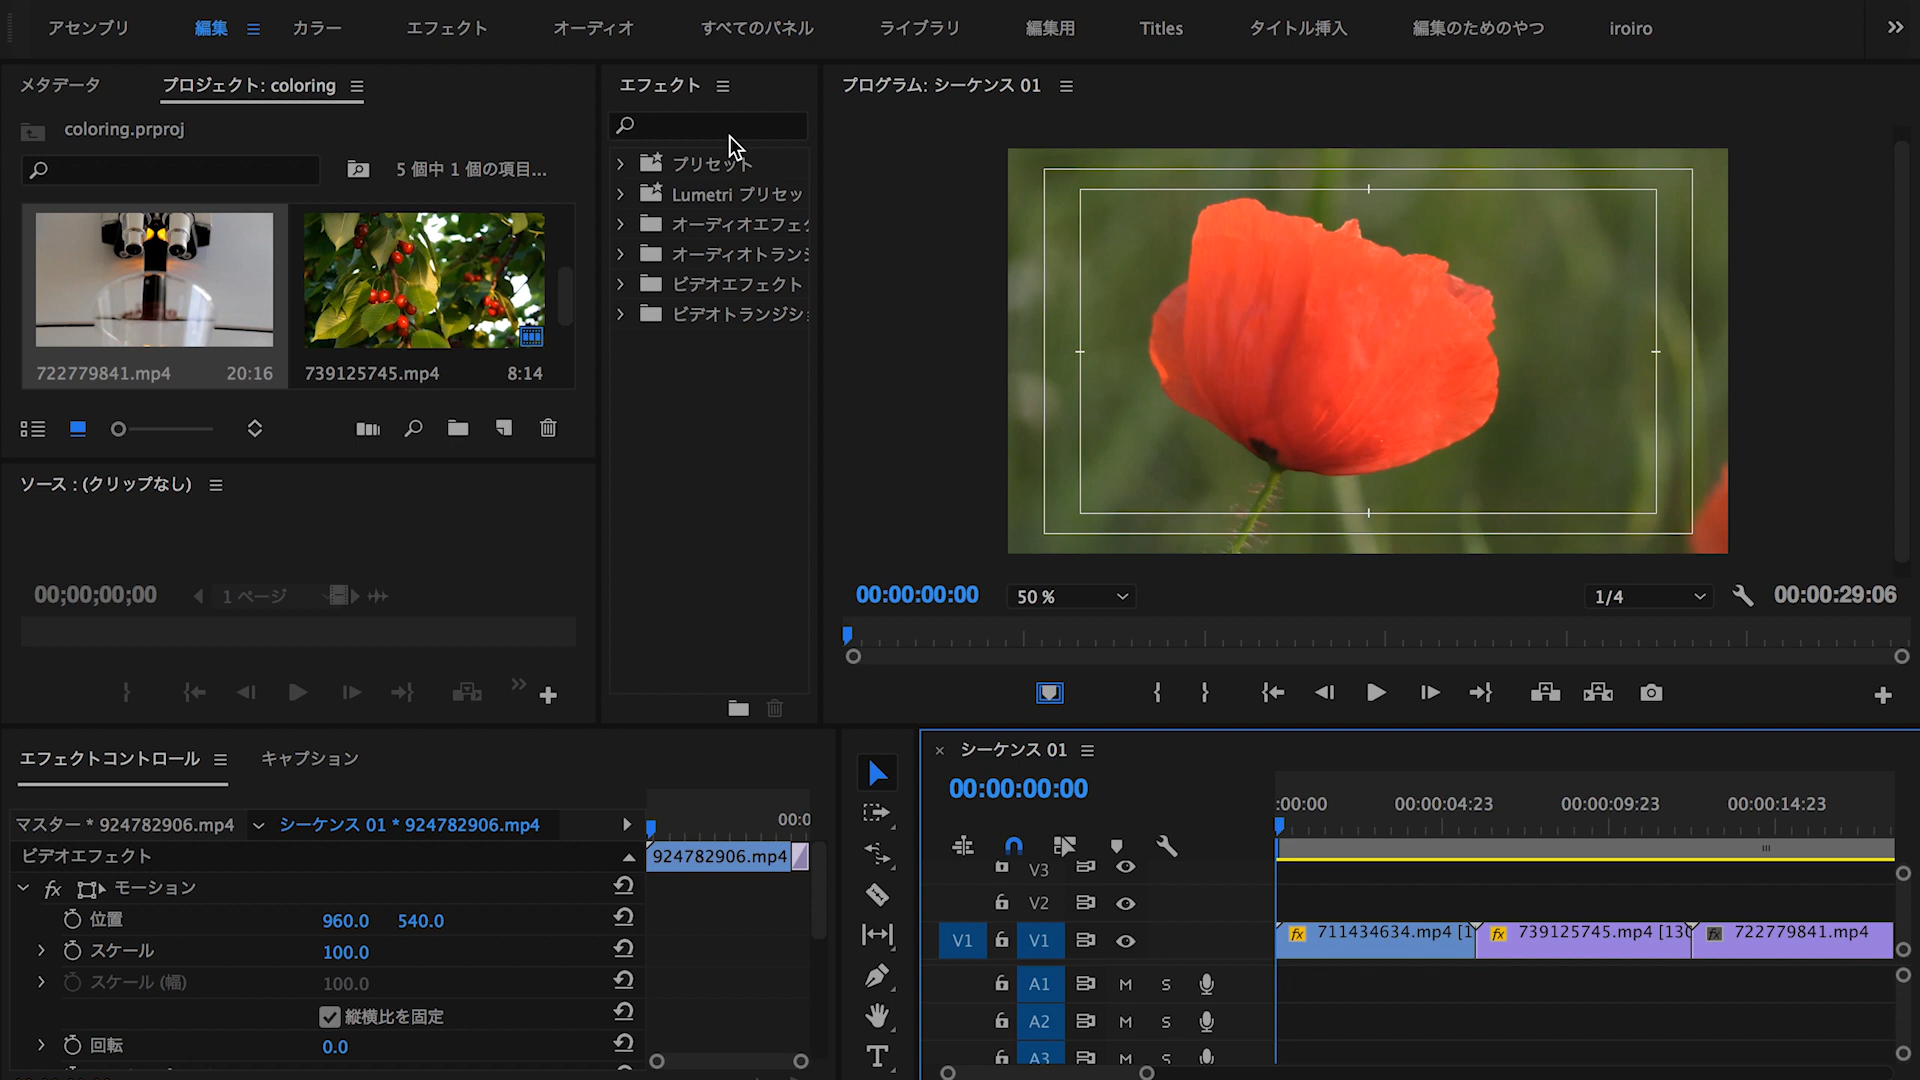 アセンブリ 編集 カラー エフェクト オーディオ すべてのパネル ライブラリ 編集用 Titles タイトル挿入 編集のためのやつ iroiro
メタデータ プロジェクト: coloring
coloring.prproj
5 個中 1 個の項目...
722779841.mp4 20:16
739125745.mp4 8:14
ソース : (クリップなし)
00;00;00;00 1 ページ
エフェクト
プリセット
Lumetri プリセッ
オーディオエフェク
オーディオトランジ
ビデオエフェクト
ビデオトランジシ
プログラム: シーケンス 01
00:00:00:00 50 % 1/4 00:00:29:06
エフェクトコントロール キャプション
マスター * 924782906.mp4 シーケンス 01 * 924782906.mp4 00:0
ビデオエフェクト 924782906.mp4
fx モーション
位置 960.0 540.0
スケール 100.0
スケール (幅) 100.0
縦横比を固定
回転 0.0
T
× シーケンス 01
00:00:00:00
:00:00 00:00:04:23 00:00:09:23 00:00:14:23
V3
V2
V1 V1
fx 711434634.mp4 [1 fx 739125745.mp4 [130 fx 722779841.mp4
A1 M S
A2 M S
A3 M S